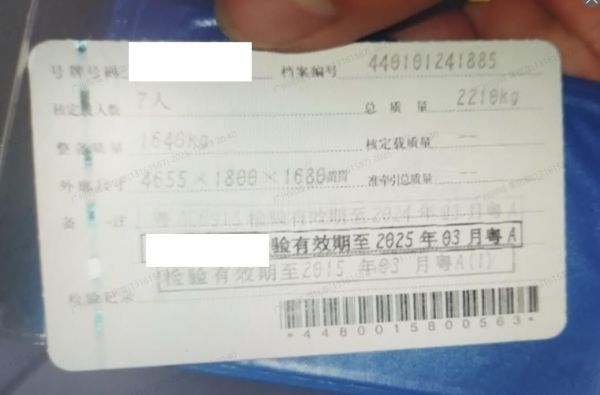 号牌号码 档案编号 440101241885
核定载人数 7人 总质量 2210kg
整备质量 1640kg 核定载质量 --
外廓尺寸 4655×1800×1680mm 准牵引总质量 --
备注 检验有效期至2024年03月粤A
验有效期至2025年03月粤A
检验有效期至2015年03月粤A(1)
检验记录
*4480015800563*